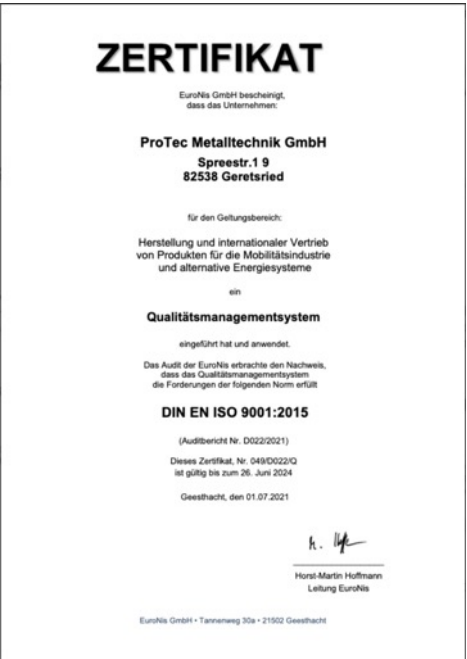 ZERTIFIKAT
EuroNis GmbH bescheinigt,
dass das Unternehmen:
ProTec Metalltechnik GmbH
Spreestr.1 9
82538 Geretsried
für den Geltungsbereich:
Herstellung und internationaler Vertrieb
von Produkten für die Mobilitätsindustrie
und alternative Energiesysteme
ein
Qualitätsmanagementsystem
eingeführt hat und anwendet.
Das Audit der EuroNis erbrachte den Nachweis,
dass das Qualitätsmanagementsystem
die Forderungen der folgenden Norm erfüllt
DIN EN ISO 9001:2015
(Auditbericht Nr. D022/2021)
Dieses Zertifikat, Nr. 049/D022/Q
ist gültig bis zum 26. Juni 2024
Geesthacht, den 01.07.2021
Horst-Martin Hoffmann
Leitung EuroNis
EuroNis GmbH • Tannenweg 30a • 21502 Geesthacht